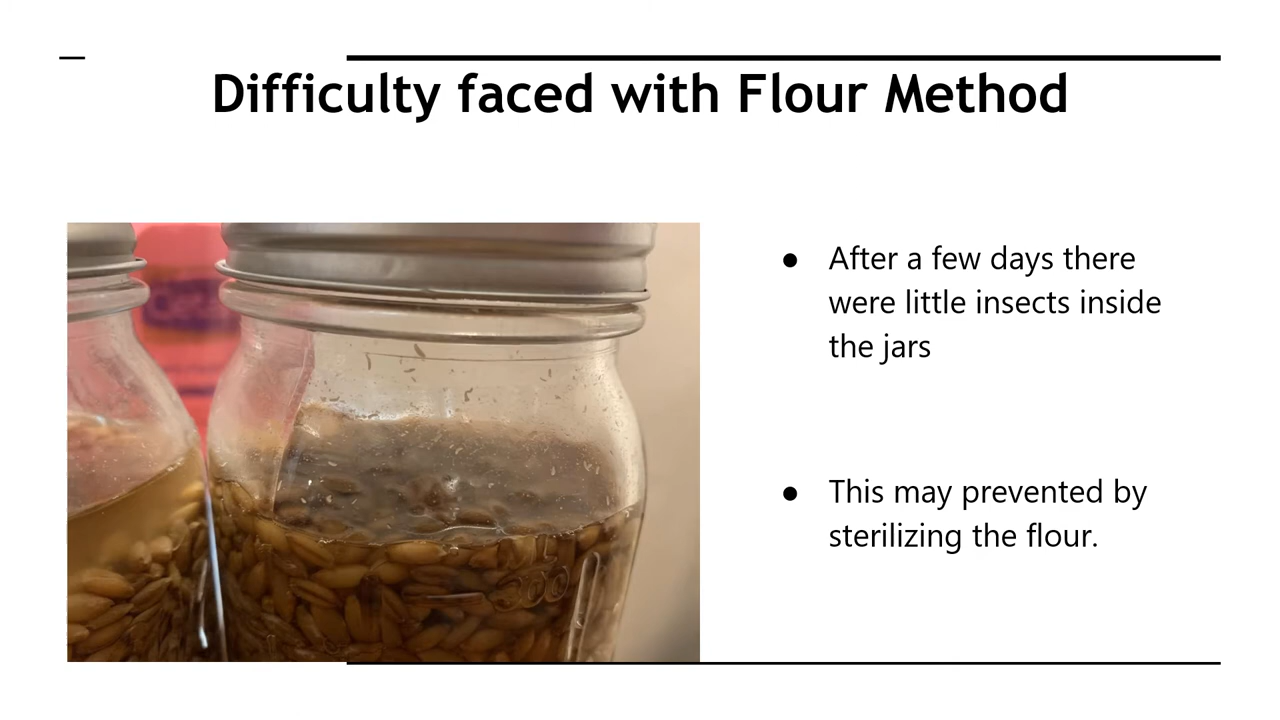 Difficulty faced with Flour Method
● After a few days there
were little insects inside
the jars
● This may prevented by
sterilizing the flour.
300